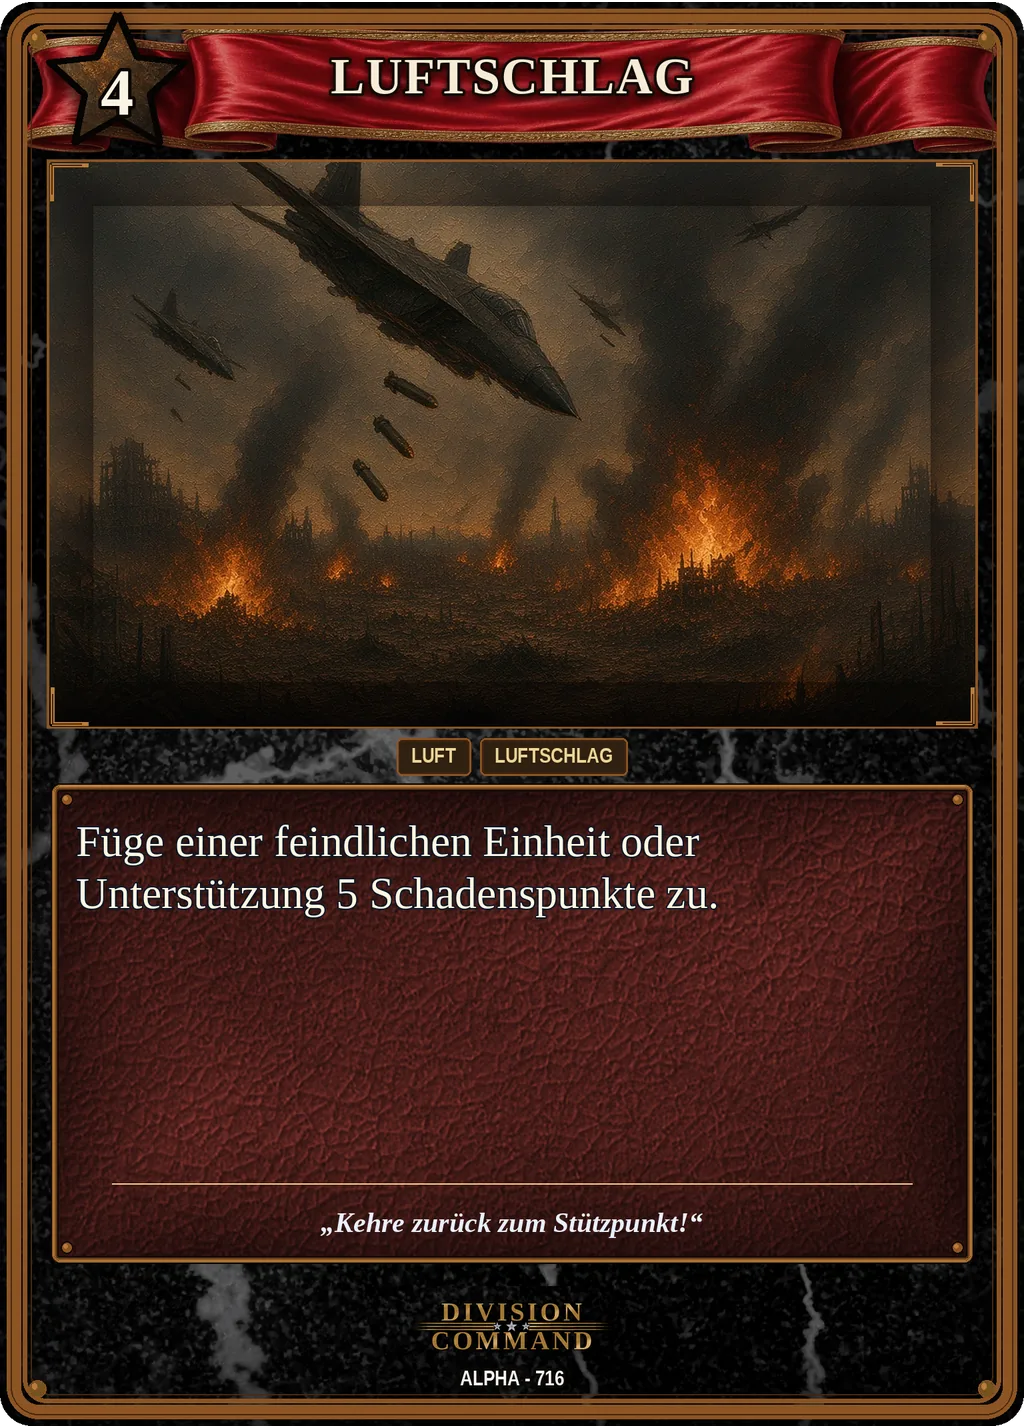 4
LUFTSCHLAG
LUFT LUFTSCHLAG
Füge einer feindlichen Einheit oder
Unterstützung 5 Schadenspunkte zu.
„Kehre zurück zum Stützpunkt!“
DIVISION
COMMAND
ALPHA - 716